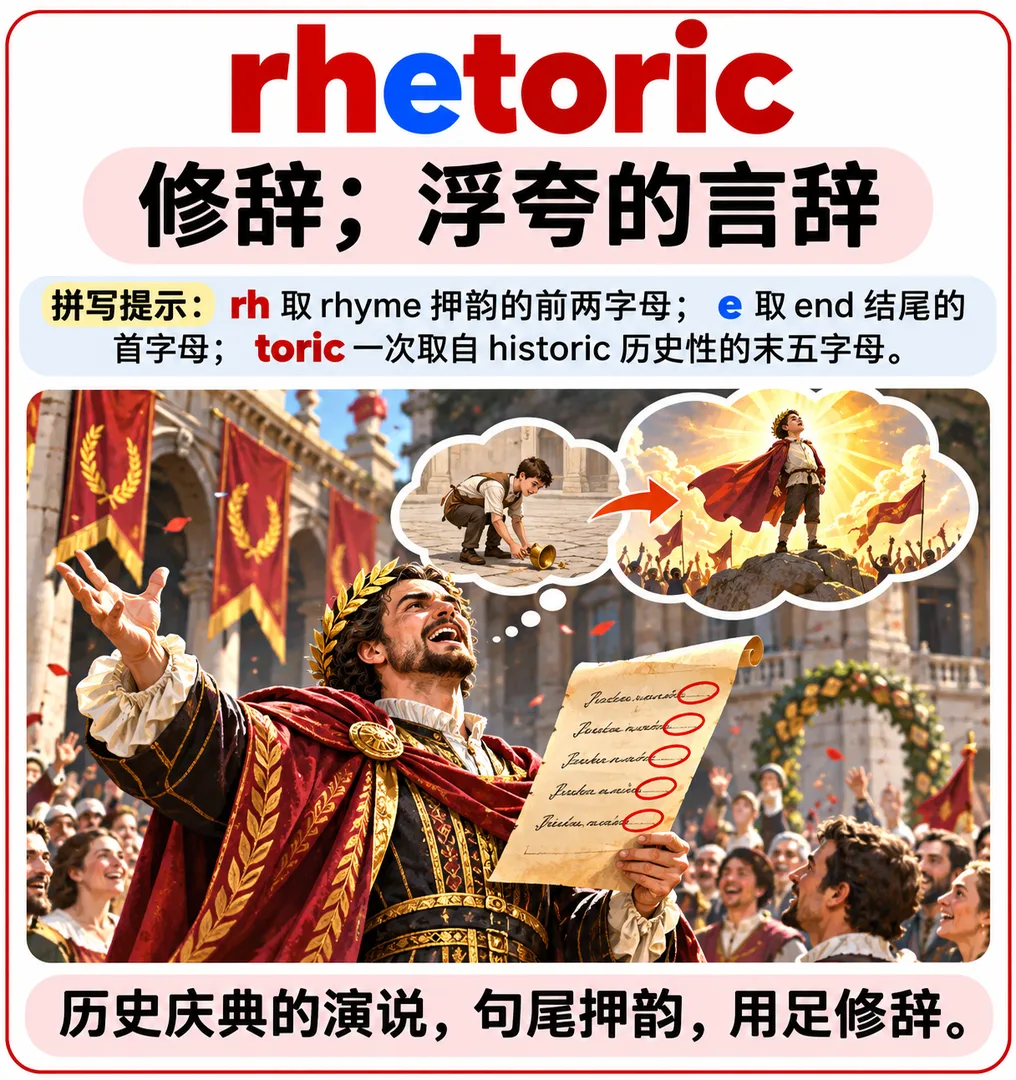 rhetoric
修辞；浮夸的言辞
拼写提示： rh 取 rhyme 押韵的前两字母； e 取 end 结尾的
首字母； toric 一次取自 historic 历史性的末五字母。
历史庆典的演说，句尾押韵，用足修辞。